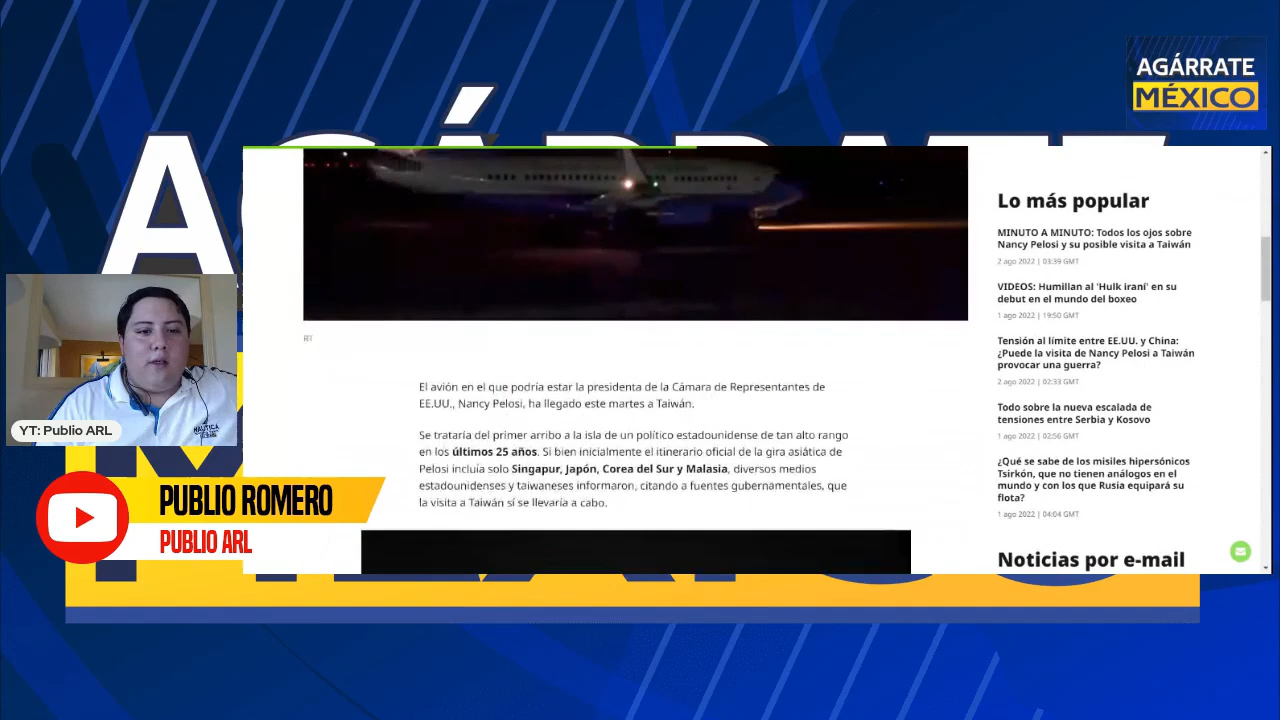 AGÁRRATE
MÉXICO
Lo más popular
MINUTO A MINUTO: Todos los ojos sobre
Nancy Pelosi y su posible visita a Taiwán
2 ago 2022 | 03:39 GMT
VIDEOS: Humillan al 'Hulk iraní' en su
debut en el mundo del boxeo
1 ago 2022 | 19:50 GMT
Tensión al límite entre EE.UU. y China:
¿Puede la visita de Nancy Pelosi a Taiwán
provocar una guerra?
2 ago 2022 | 02:33 GMT
Todo sobre la nueva escalada de
tensiones entre Serbia y Kosovo
1 ago 2022 | 02:56 GMT
¿Qué se sabe de los misiles hipersónicos
Tsirkón, que no tienen análogos en el
mundo y con los que Rusia equipará su
flota?
1 ago 2022 | 04:04 GMT
Noticias por e-mail
RT
El avión en el que podría estar la presidenta de la Cámara de Representantes de
EE.UU., Nancy Pelosi, ha llegado este martes a Taiwán.
Se trataría del primer arribo a la isla de un político estadounidense de tan alto rango
en los últimos 25 años. Si bien inicialmente el itinerario oficial de la gira asiática de
Pelosi incluía solo Singapur, Japón, Corea del Sur y Malasia, diversos medios
estadounidenses y taiwaneses informaron, citando a fuentes gubernamentales, que
la visita a Taiwán sí se llevaría a cabo.
NAUTICA
YT: Publio ARL
PUBLIO ROMERO
PUBLIO ARL